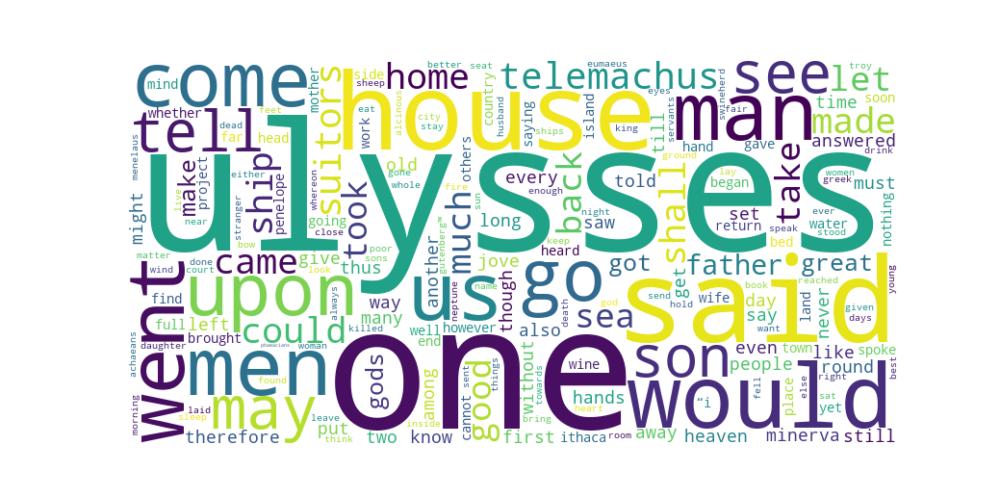 ulysses
one
house
said
man
come
see
go
us
would
men
upon
went
tell
may
son
telemachus
home
suitors
let
made
ship
took
came
could
much
back
shall
take
father
great
sea
good
gods
mind
whether
mother
side
sheep
country
better
seat
eumaeus
husband
saying
island
king
ships
city
stay
alcinous
eat
work
till
eyes
servants
swineherd
fair
troy
time
soon
answered
drink
hand
gave
ground
menelaus
might
far
dead
feet
head
make
project
either
live
near
whereon
stranger
penelope
close
bow
going
old
gone
whole
every
enough
long
told
others
saw
night
sun
fire
lay
began
women
greek
must
nothing
set
return
bed
ever
water
speak
stood
matter
wind
done
court
give
look
poor
sons
thus
another
gutenberg™
jove
keep
heard
though
got
get
find
full
left
always
way
many
well
however
neptune
name
also
death
god
send
hold
wife
day
say
book
reached
want
land
days
given
never
young
achaeans
daughter
brought
killed
phaeacians
woman
end
even
town
like
spoke
people
round
right
best
morning
laid
sleep
found
leave
put
think
therefore
two
inside
among
know
cannot
sent
things
bring
without
first
towards
wine
heart
hands
ithaca
room
away
fell
“i
heaven
place
else
sat
yet
minerva
still